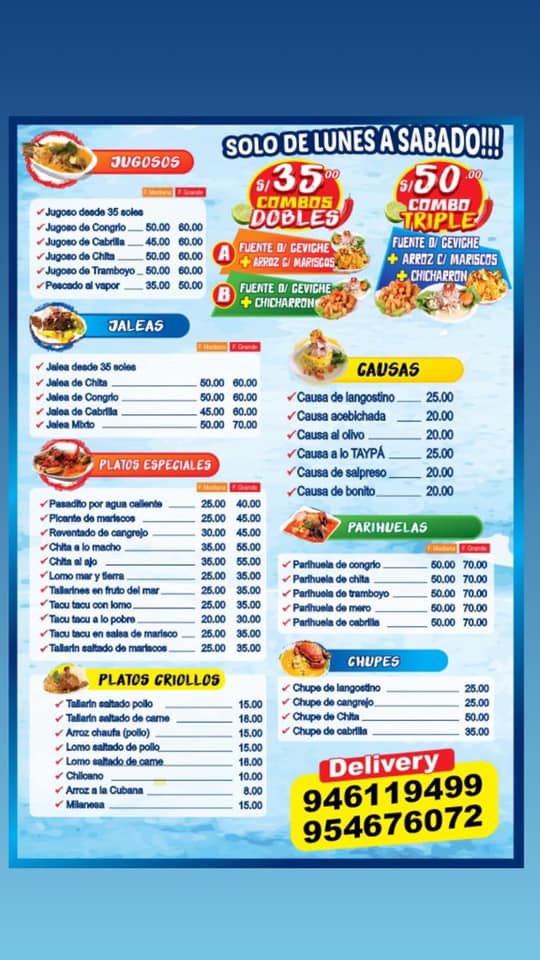 SOLO DE LUNES A SABADO!!!
JUGOSOS
F. Mediana F. Grande
Jugoso desde 35 soles
Jugoso de Congrio 50.00 60.00
Jugoso de Cabrilla 45.00 60.00
Jugoso de Chita 50.00 60.00
Jugoso de Tramboyo 50.00 60.00
Pescado al vapor 35.00 50.00
S/ 35.00
COMBOS
DOBLES
A FUENTE D/ CEVICHE
+ ARROZ C/ MARISCOS
B FUENTE D/ CEVICHE
+ CHICHARRON
S/ 50.00
COMBO
TRIPLE
FUENTE D/ CEVICHE
+ ARROZ C/ MARISCOS
+ CHICHARRON
JALEAS
F. Mediana F. Grande
Jalea desde 35 soles
Jalea de Chita 50.00 60.00
Jalea de Congrio 50.00 60.00
Jalea de Cabrilla 45.00 60.00
Jalea Mixto 50.00 70.00
CAUSAS
Causa de langostino 25.00
Causa acebichada 20.00
Causa al olivo 20.00
Causa a lo TAYPÁ 25.00
Causa de salpreso 20.00
Causa de bonito 20.00
PLATOS ESPECIALES
F. Mediana F. Grande
Pasadito por agua caliente 25.00 40.00
Picante de mariscos 25.00 45.00
Reventado de cangrejo 30.00 45.00
Chita a lo macho 35.00 55.00
Chita al ajo 35.00 55.00
Lomo mar y tierra 25.00 35.00
Tallarines en fruto del mar 25.00 35.00
Tacu tacu con lomo 25.00 35.00
Tacu tacu a lo pobre 20.00 30.00
Tacu tacu en salsa de marisco 25.00 35.00
Tallarin saltado de mariscos 25.00 35.00
PARIHUELAS
F. Mediana F. Grande
Parihuela de congrio 50.00 70.00
Parihuela de chita 50.00 70.00
Parihuela de tramboyo 50.00 70.00
Parihuela de mero 50.00 70.00
Parihuela de cabrilla 50.00 70.00
PLATOS CRIOLLOS
Tallarin saltado pollo 15.00
Tallarin saltado de carne 18.00
Arroz chaufa (pollo) 15.00
Lomo saltado de pollo 15.00
Lomo saltado de carne 18.00
Chilcano 10.00
Arroz a la Cubana 8.00
Milanesa 15.00
CHUPES
Chupe de langostino 25.00
Chupe de cangrejo 25.00
Chupe de Chita 50.00
Chupe de cabrilla 35.00
Delivery
946119499
954676072